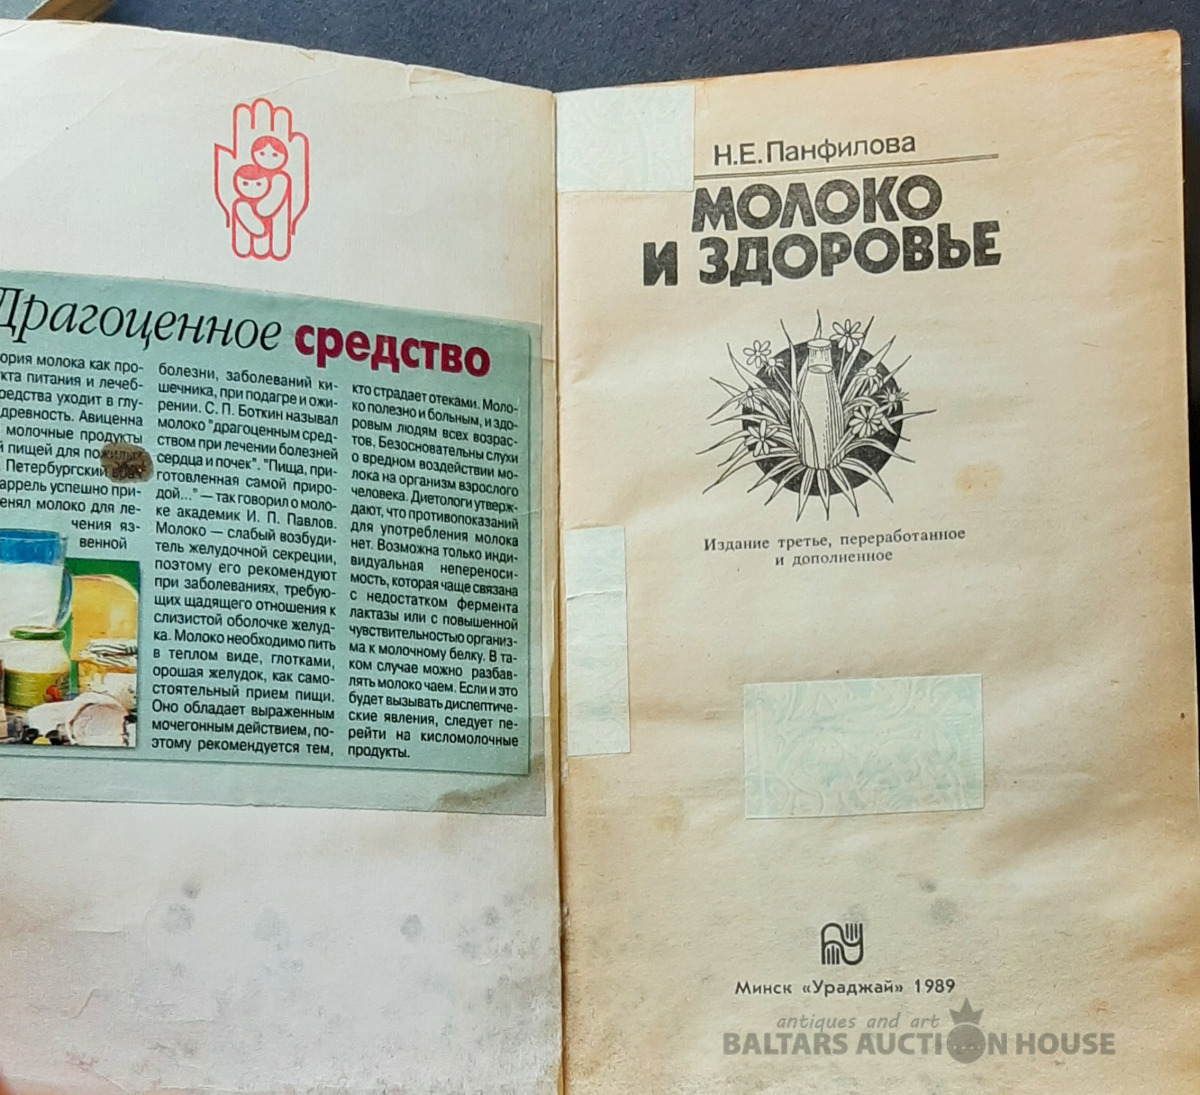 Драгоценное средство
ория молока как про-
кта питания и лечеб-
редства уходит в глу-
древность. Авиценна
молочные продукты
й пищей для
Петербургский врач
аррель успешно при-
енял молоко для ле-
чения яз-
венной
болезни, заболеваний ки-
шечника, при подагре и ожи-
рении. С. П. Боткин называл
молоко "драгоценным сред-
ством при лечении болезней
сердца и почек". "Пища, при-
готовленная самой приро-
дой..." — так говорил о моло-
ке академик И. П. Павлов.
Молоко — слабый возбуди-
тель желудочной секреции,
поэтому его рекомендуют
при заболеваниях, требую-
щих щадящего отношения к
слизистой оболочке желуд-
ка. Молоко необходимо пить
в теплом виде, глотками,
орошая желудок, как само-
стоятельный прием пищи.
Оно обладает выраженным
мочегонным действием, по-
этому рекомендуется тем,
кто страдает отеками. Моло-
ко полезно и больным, и здо-
ровым людям всех возрас-
тов. Безосновательны слухи
о вредном воздействии мо-
лока на организм взрослого
человека. Диетологи утверж-
дают, что противопоказаний
для употребления молока
нет. Возможна только инди-
видуальная непереноси-
мость, которая чаще связана
с недостатком фермента
лактазы или с повышенной
чувствительностью организ-
ма к молочному белку. В та-
ком случае можно разбав-
лять молоко чаем. Если и это
будет вызывать диспептиче-
ские явления, следует пе-
рейти на кисломолочные
продукты.
Н.Е.Панфилова
МОЛОКО
И ЗДОРОВЬЕ
Издание третье, переработанное
и дополненное
Минск «Ураджай» 1989
antiques and art
BALTARS AUCTION HOUSE